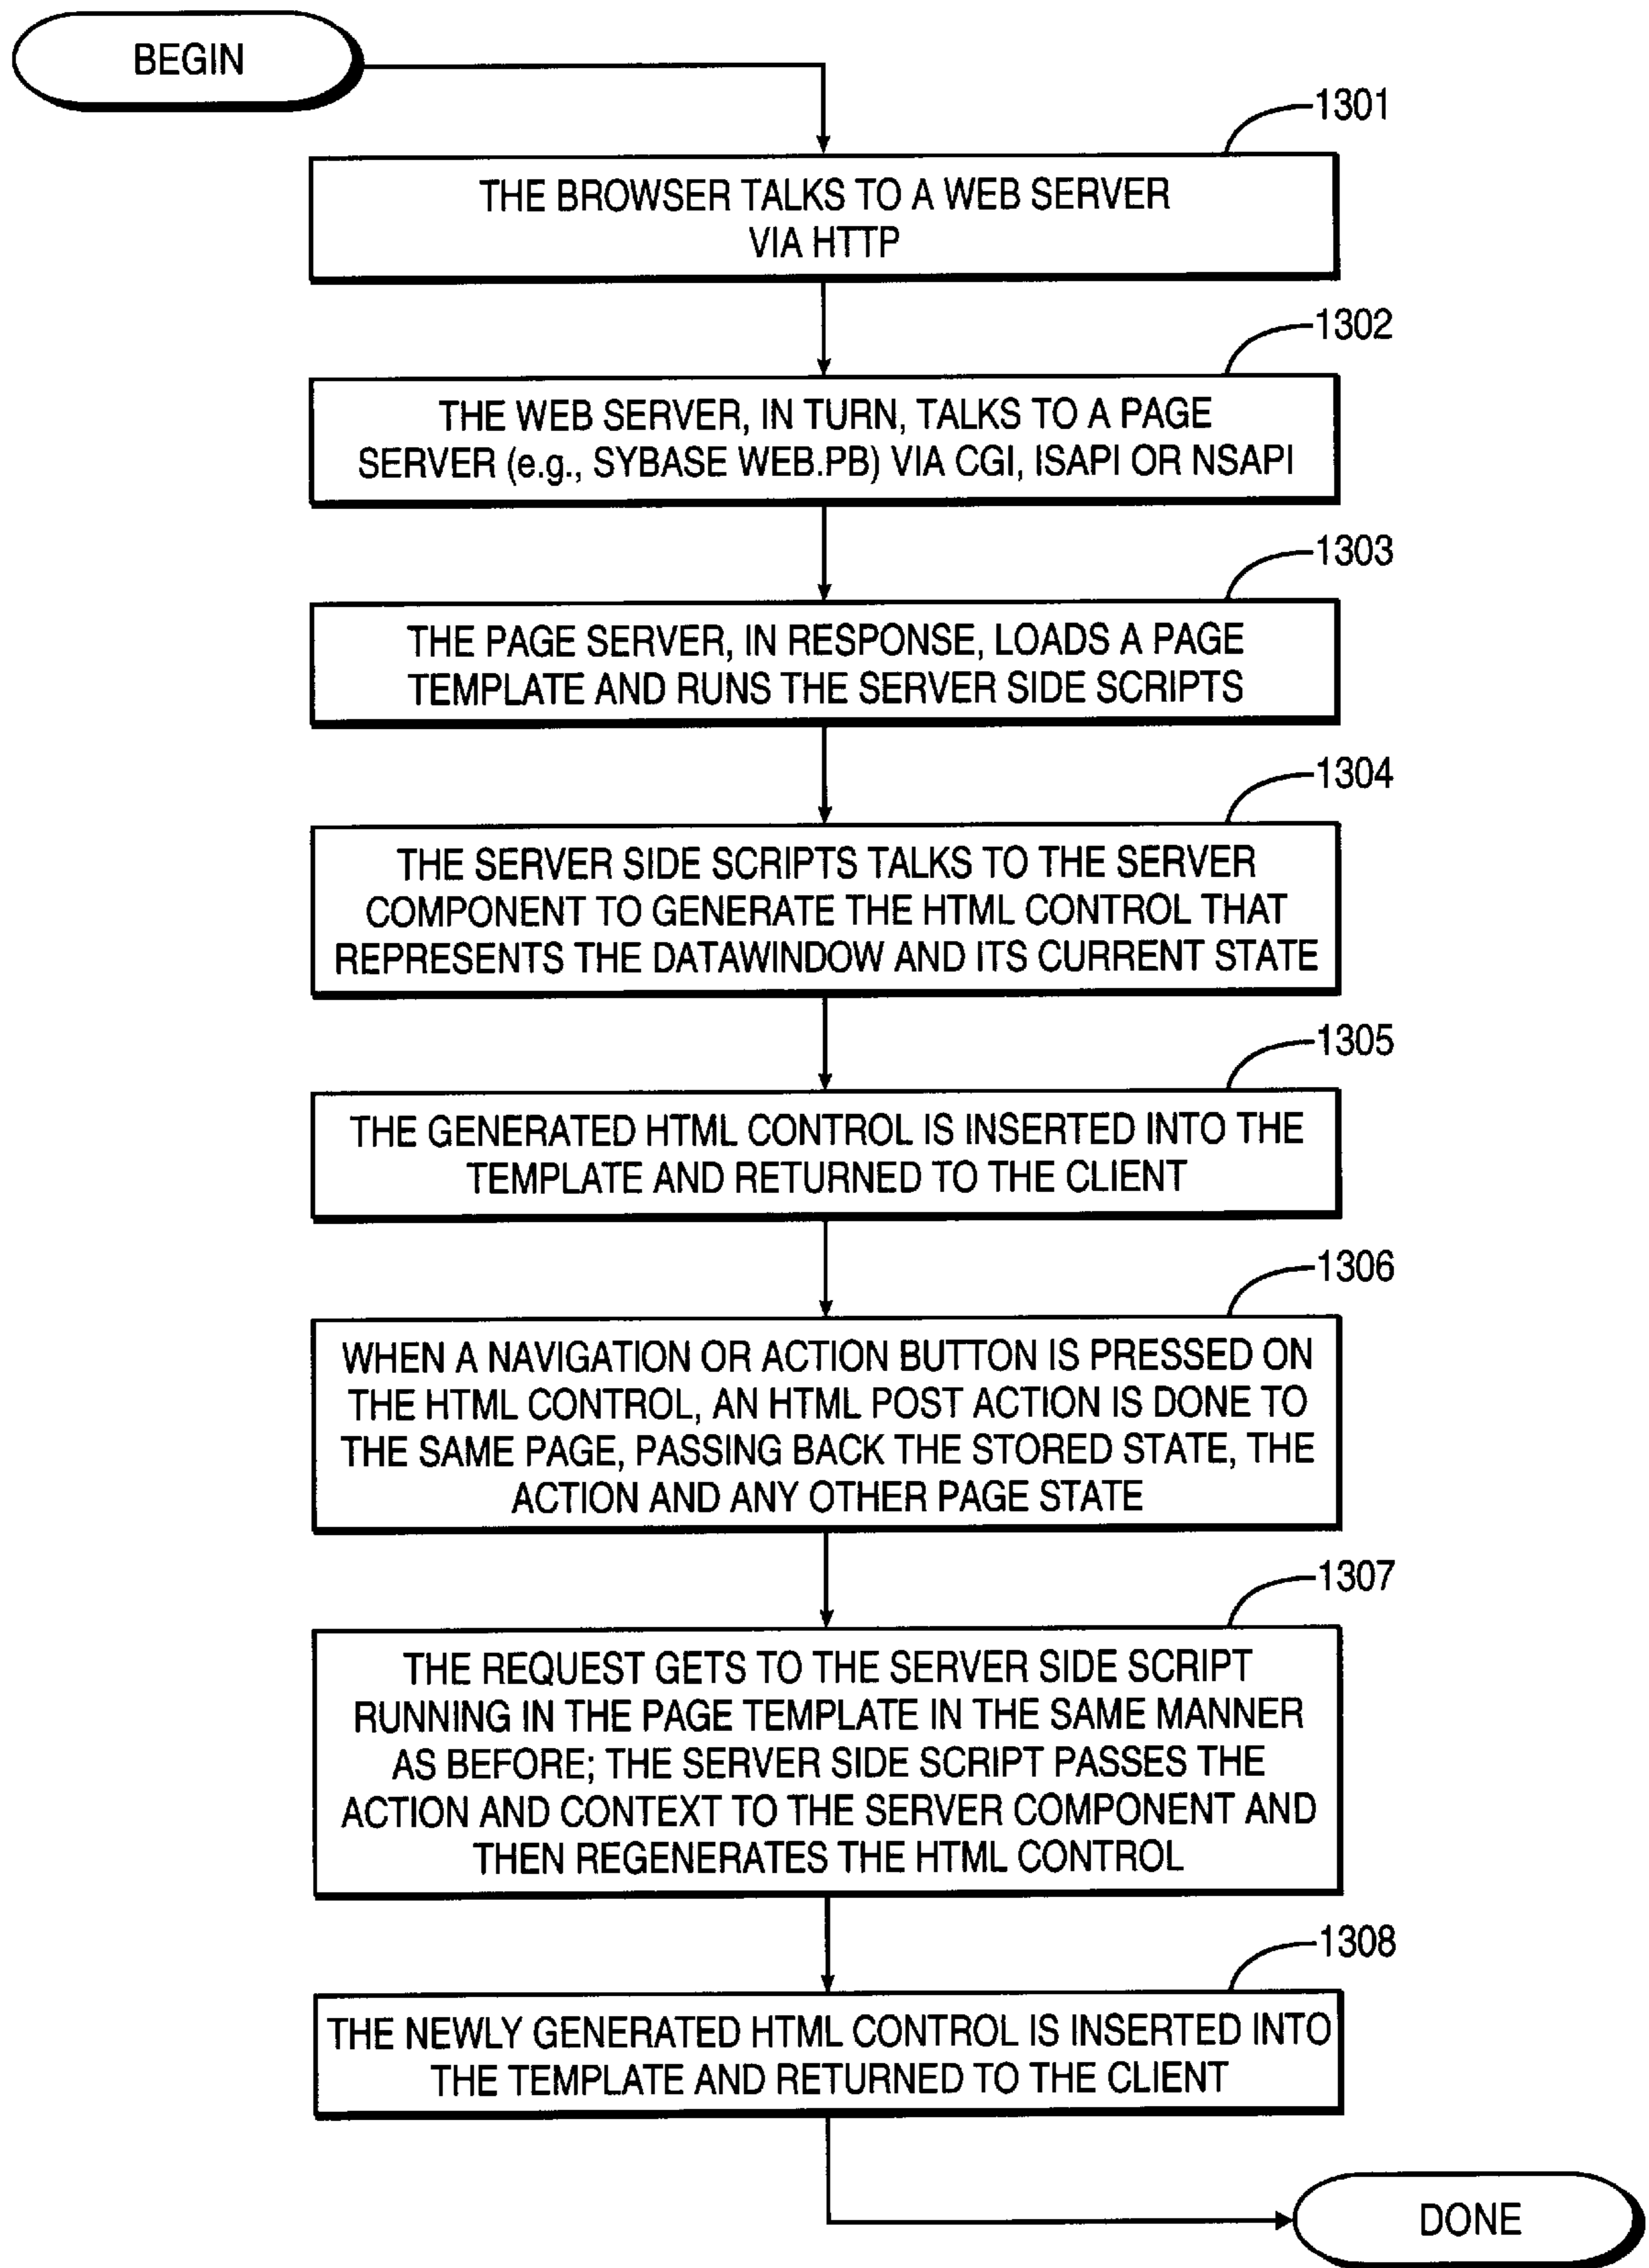 BEGIN
1301
THE BROWSER TALKS TO A WEB SERVER
VIA HTTP
1302
THE WEB SERVER, IN TURN, TALKS TO A PAGE
SERVER (e.g., SYBASE WEB.PB) VIA CGI, ISAPI OR NSAPI
1303
THE PAGE SERVER, IN RESPONSE, LOADS A PAGE
TEMPLATE AND RUNS THE SERVER SIDE SCRIPTS
1304
THE SERVER SIDE SCRIPTS TALKS TO THE SERVER
COMPONENT TO GENERATE THE HTML CONTROL THAT
REPRESENTS THE DATAWINDOW AND ITS CURRENT STATE
1305
THE GENERATED HTML CONTROL IS INSERTED INTO THE
TEMPLATE AND RETURNED TO THE CLIENT
1306
WHEN A NAVIGATION OR ACTION BUTTON IS PRESSED ON
THE HTML CONTROL, AN HTML POST ACTION IS DONE TO
THE SAME PAGE, PASSING BACK THE STORED STATE, THE
ACTION AND ANY OTHER PAGE STATE
1307
THE REQUEST GETS TO THE SERVER SIDE SCRIPT
RUNNING IN THE PAGE TEMPLATE IN THE SAME MANNER
AS BEFORE; THE SERVER SIDE SCRIPT PASSES THE
ACTION AND CONTEXT TO THE SERVER COMPONENT AND
THEN REGENERATES THE HTML CONTROL
1308
THE NEWLY GENERATED HTML CONTROL IS INSERTED INTO
THE TEMPLATE AND RETURNED TO THE CLIENT
DONE